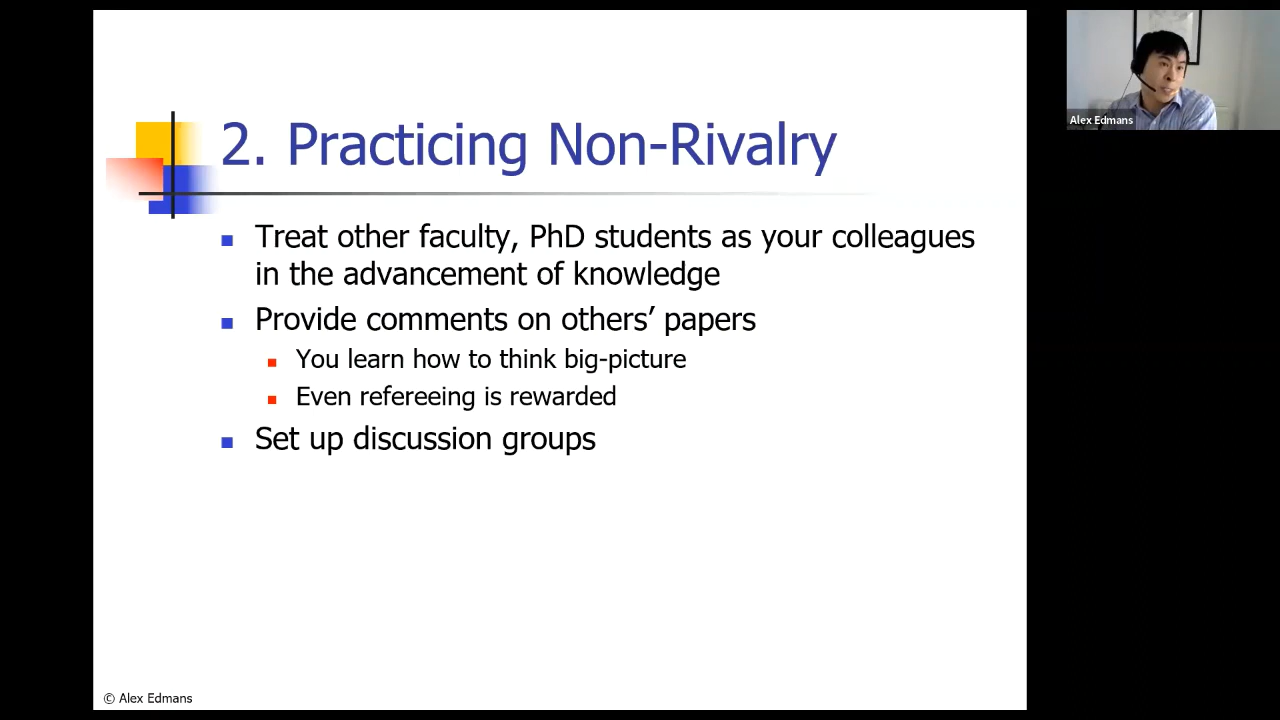 2. Practicing Non-Rivalry
Treat other faculty, PhD students as your colleagues
in the advancement of knowledge
Provide comments on others’ papers
You learn how to think big-picture
Even refereeing is rewarded
Set up discussion groups
© Alex Edmans
Alex Edmans